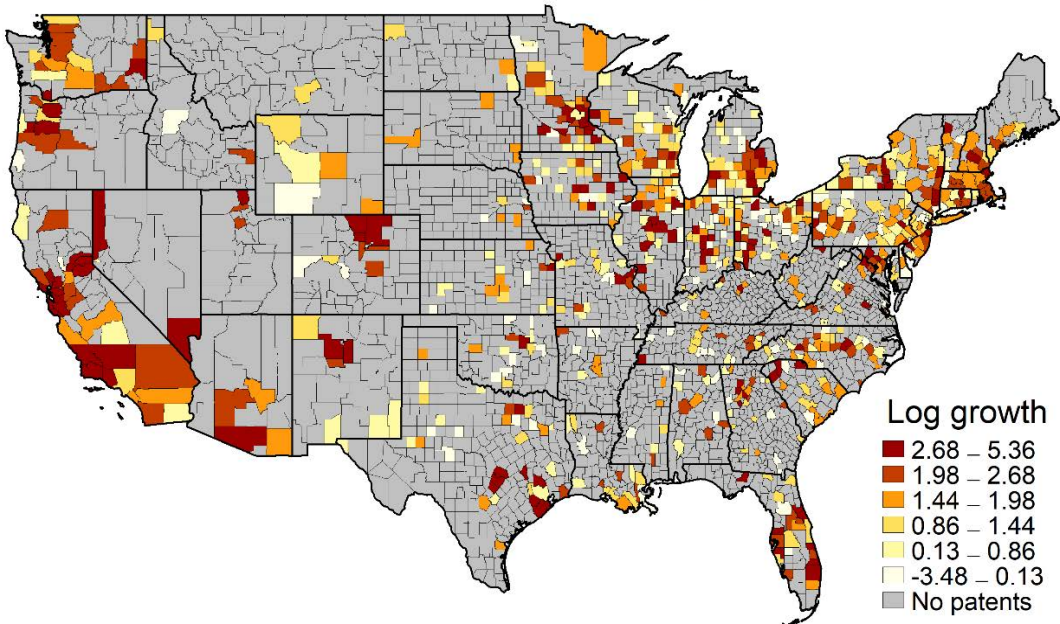 Log growth
2.68 – 5.36
1.98 – 2.68
1.44 – 1.98
0.86 – 1.44
0.13 – 0.86
-3.48 – 0.13
No patents